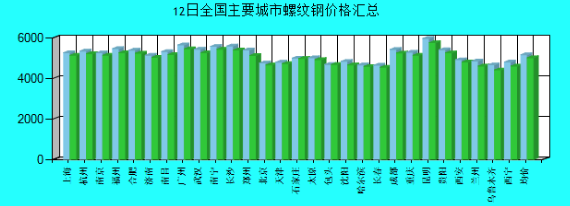 12日全国主要城市螺纹钢价格汇总
6000
4000
2000
0
上海
杭州
南京
福州
合肥
济南
南昌
广州
武汉
南宁
长沙
郑州
北京
天津
石家庄
太原
包头
沈阳
哈尔滨
长春
成都
重庆
昆明
贵阳
西安
兰州
乌鲁木齐
西宁
均价